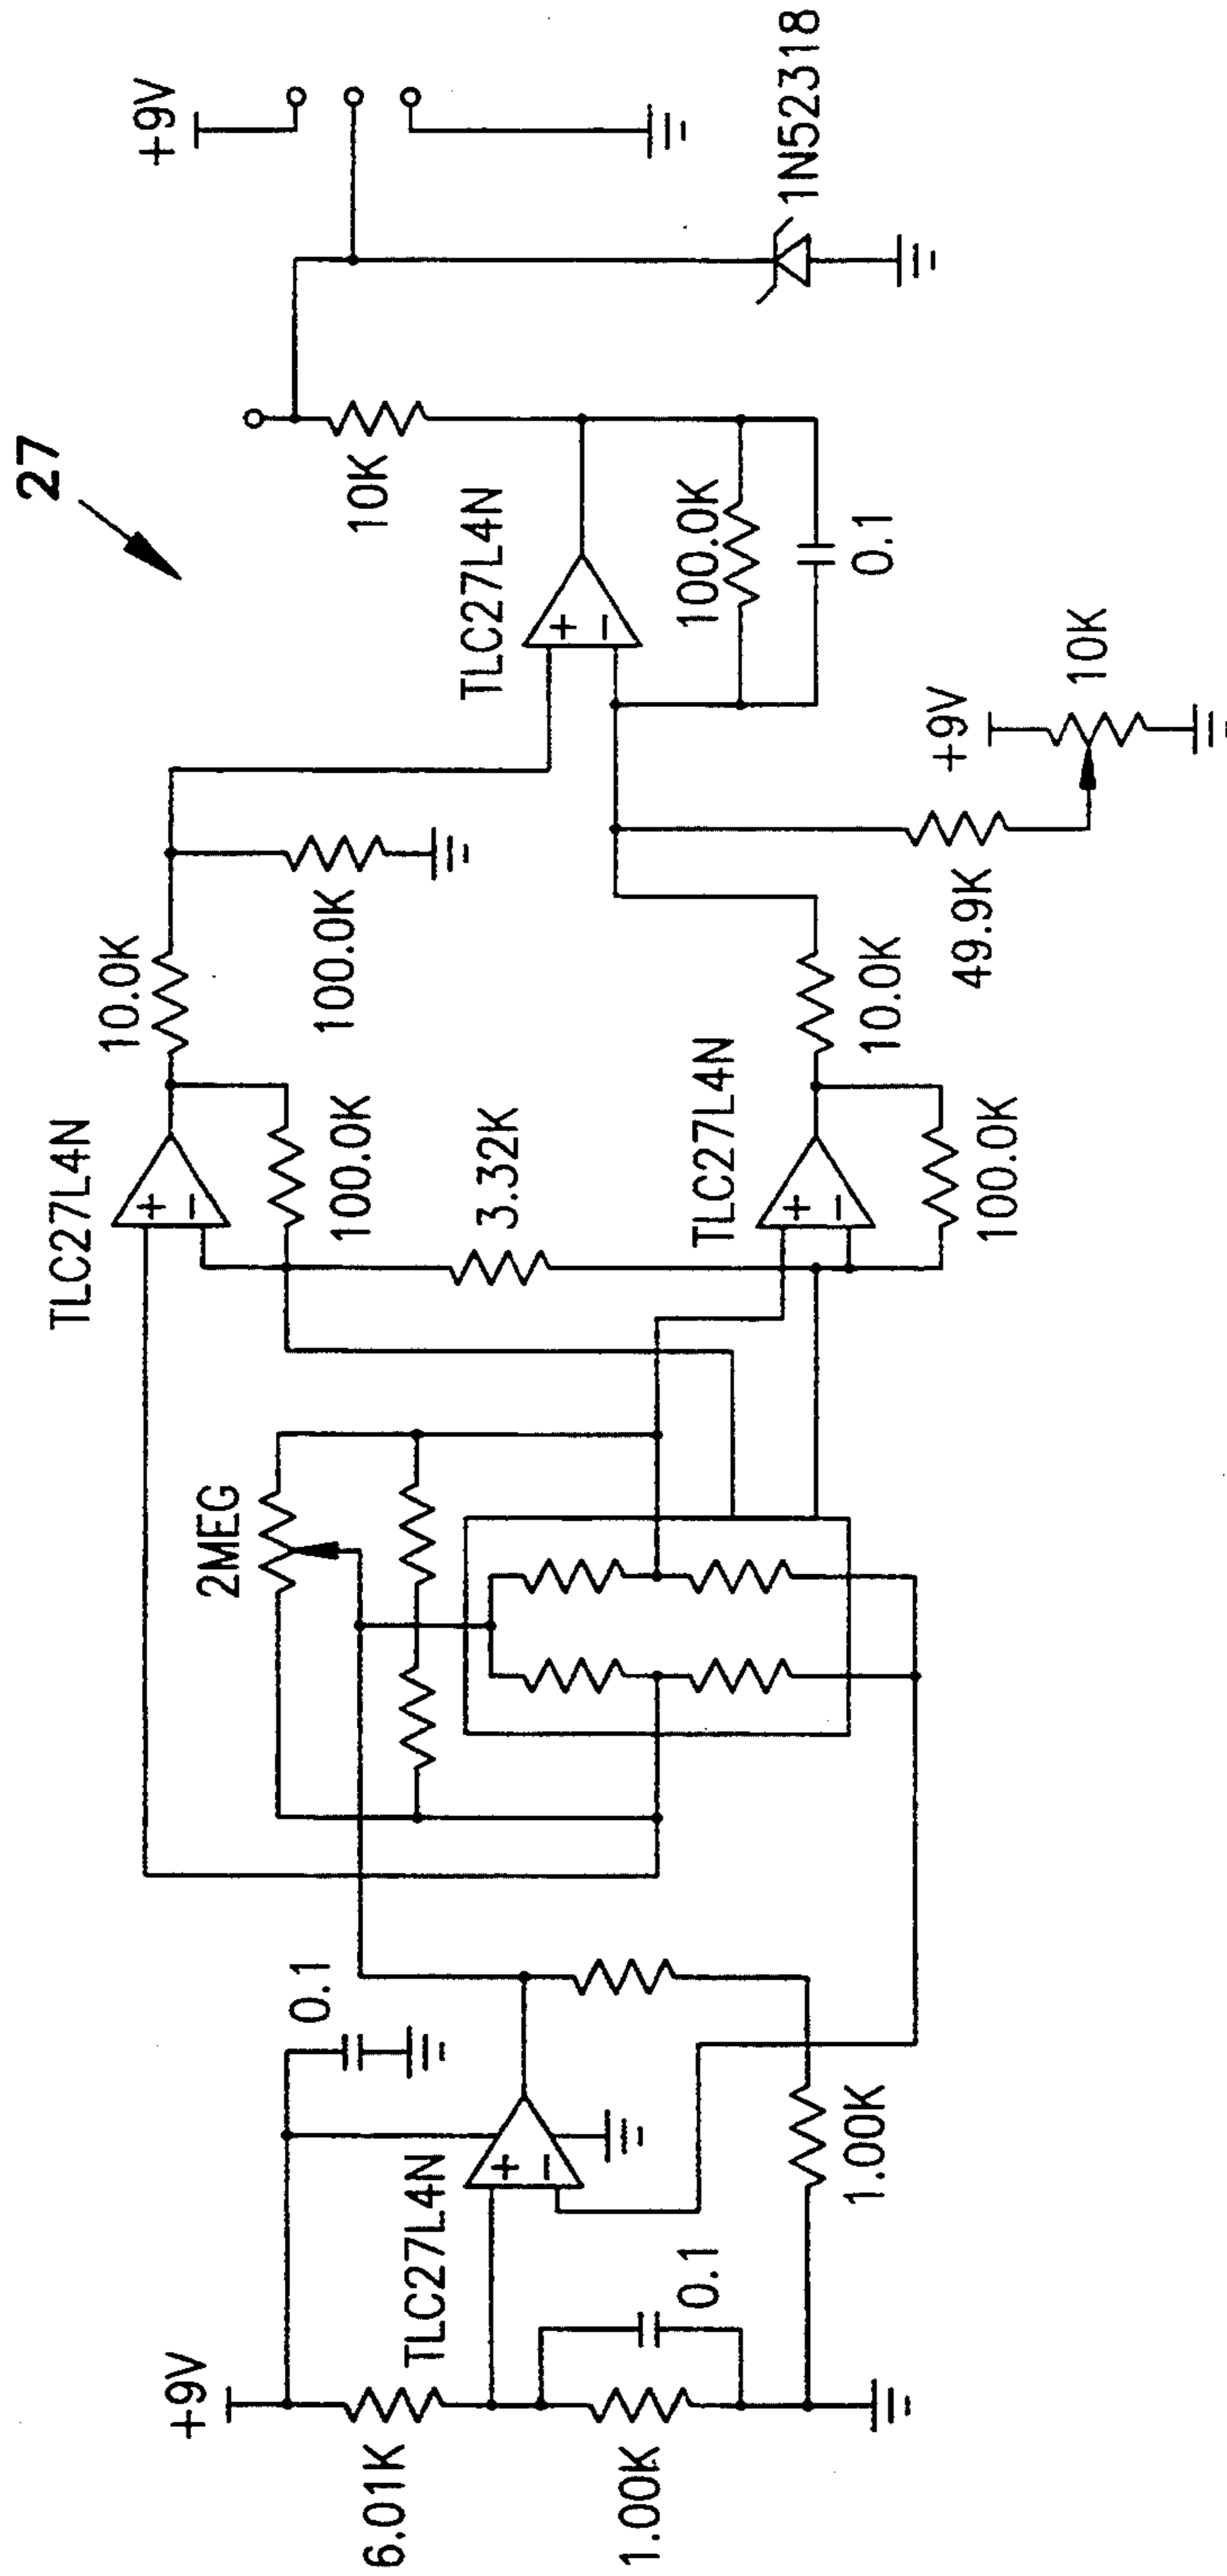 27
+9V
6.01K
1.00K
0.1
TLC27L4N
+
−
0.1
1.00K
2MEG
TLC27L4N
+
−
100.0K
3.32K
TLC27L4N
+
−
100.0K
10.0K
100.0K
10.0K
49.9K
+9V
10K
TLC27L4N
+
−
100.0K
0.1
10K
+9V
1N52318